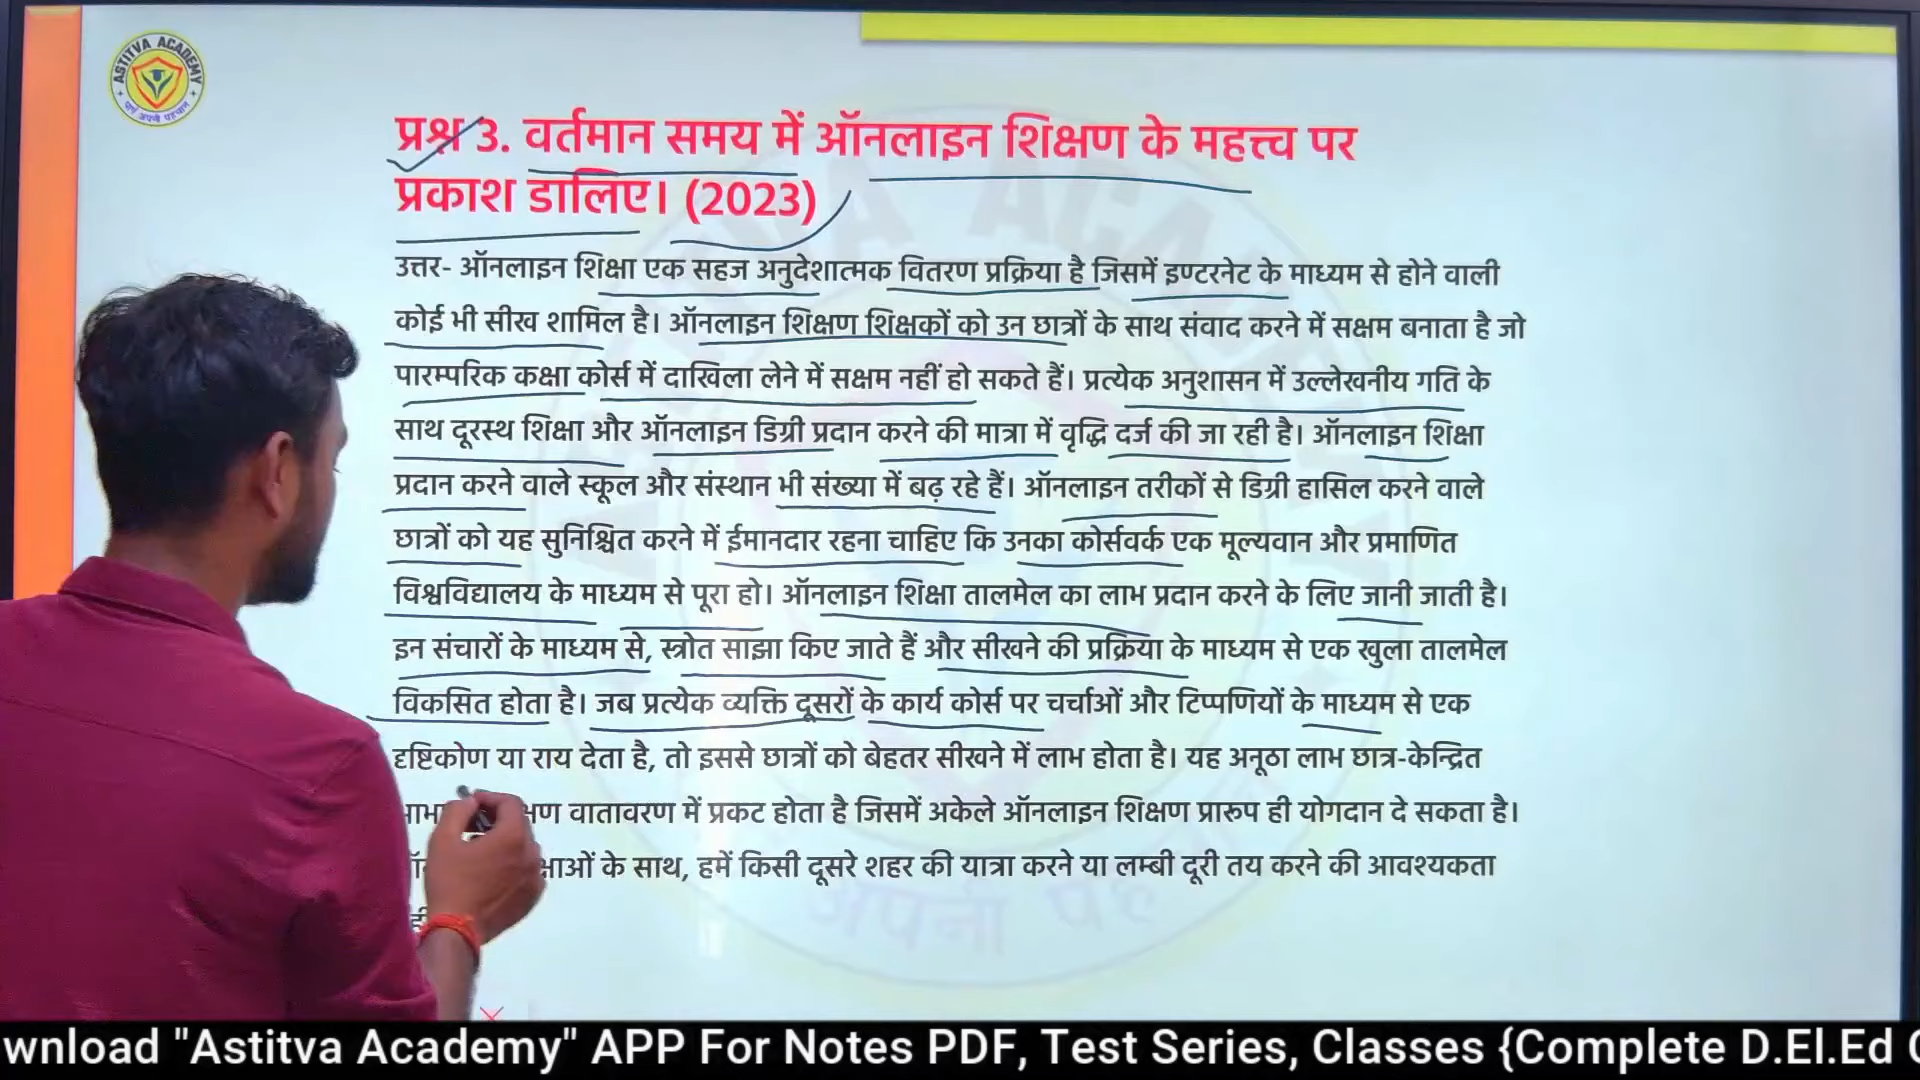 ASTITVA ACADEMY
प्रश्न 3. वर्तमान समय में ऑनलाइन शिक्षण के महत्त्व पर
प्रकाश डालिए। (2023)
उत्तर- ऑनलाइन शिक्षा एक सहज अनुदेशात्मक वितरण प्रक्रिया है जिसमें इण्टरनेट के माध्यम से होने वाली
कोई भी सीख शामिल है। ऑनलाइन शिक्षण शिक्षकों को उन छात्रों के साथ संवाद करने में सक्षम बनाता है जो
पारम्परिक कक्षा कोर्स में दाखिला लेने में सक्षम नहीं हो सकते हैं। प्रत्येक अनुशासन में उल्लेखनीय गति के
साथ दूरस्थ शिक्षा और ऑनलाइन डिग्री प्रदान करने की मात्रा में वृद्धि दर्ज की जा रही है। ऑनलाइन शिक्षा
प्रदान करने वाले स्कूल और संस्थान भी संख्या में बढ़ रहे हैं। ऑनलाइन तरीकों से डिग्री हासिल करने वाले
छात्रों को यह सुनिश्चित करने में ईमानदार रहना चाहिए कि उनका कोर्सवर्क एक मूल्यवान और प्रमाणित
विश्वविद्यालय के माध्यम से पूरा हो। ऑनलाइन शिक्षा तालमेल का लाभ प्रदान करने के लिए जानी जाती है।
इन संचारों के माध्यम से, स्त्रोत साझा किए जाते हैं और सीखने की प्रक्रिया के माध्यम से एक खुला तालमेल
विकसित होता है। जब प्रत्येक व्यक्ति दूसरों के कार्य कोर्स पर चर्चाओं और टिप्पणियों के माध्यम से एक
दृष्टिकोण या राय देता है, तो इससे छात्रों को बेहतर सीखने में लाभ होता है। यह अनूठा लाभ छात्र-केन्द्रित
वातावरण में प्रकट होता है जिसमें अकेले ऑनलाइन शिक्षण प्रारूप ही योगदान दे सकता है।
के साथ, हमें किसी दूसरे शहर की यात्रा करने या लम्बी दूरी तय करने की आवश्यकता
wnload "Astitva Academy" APP For Notes PDF, Test Series, Classes {Complete D.El.Ed